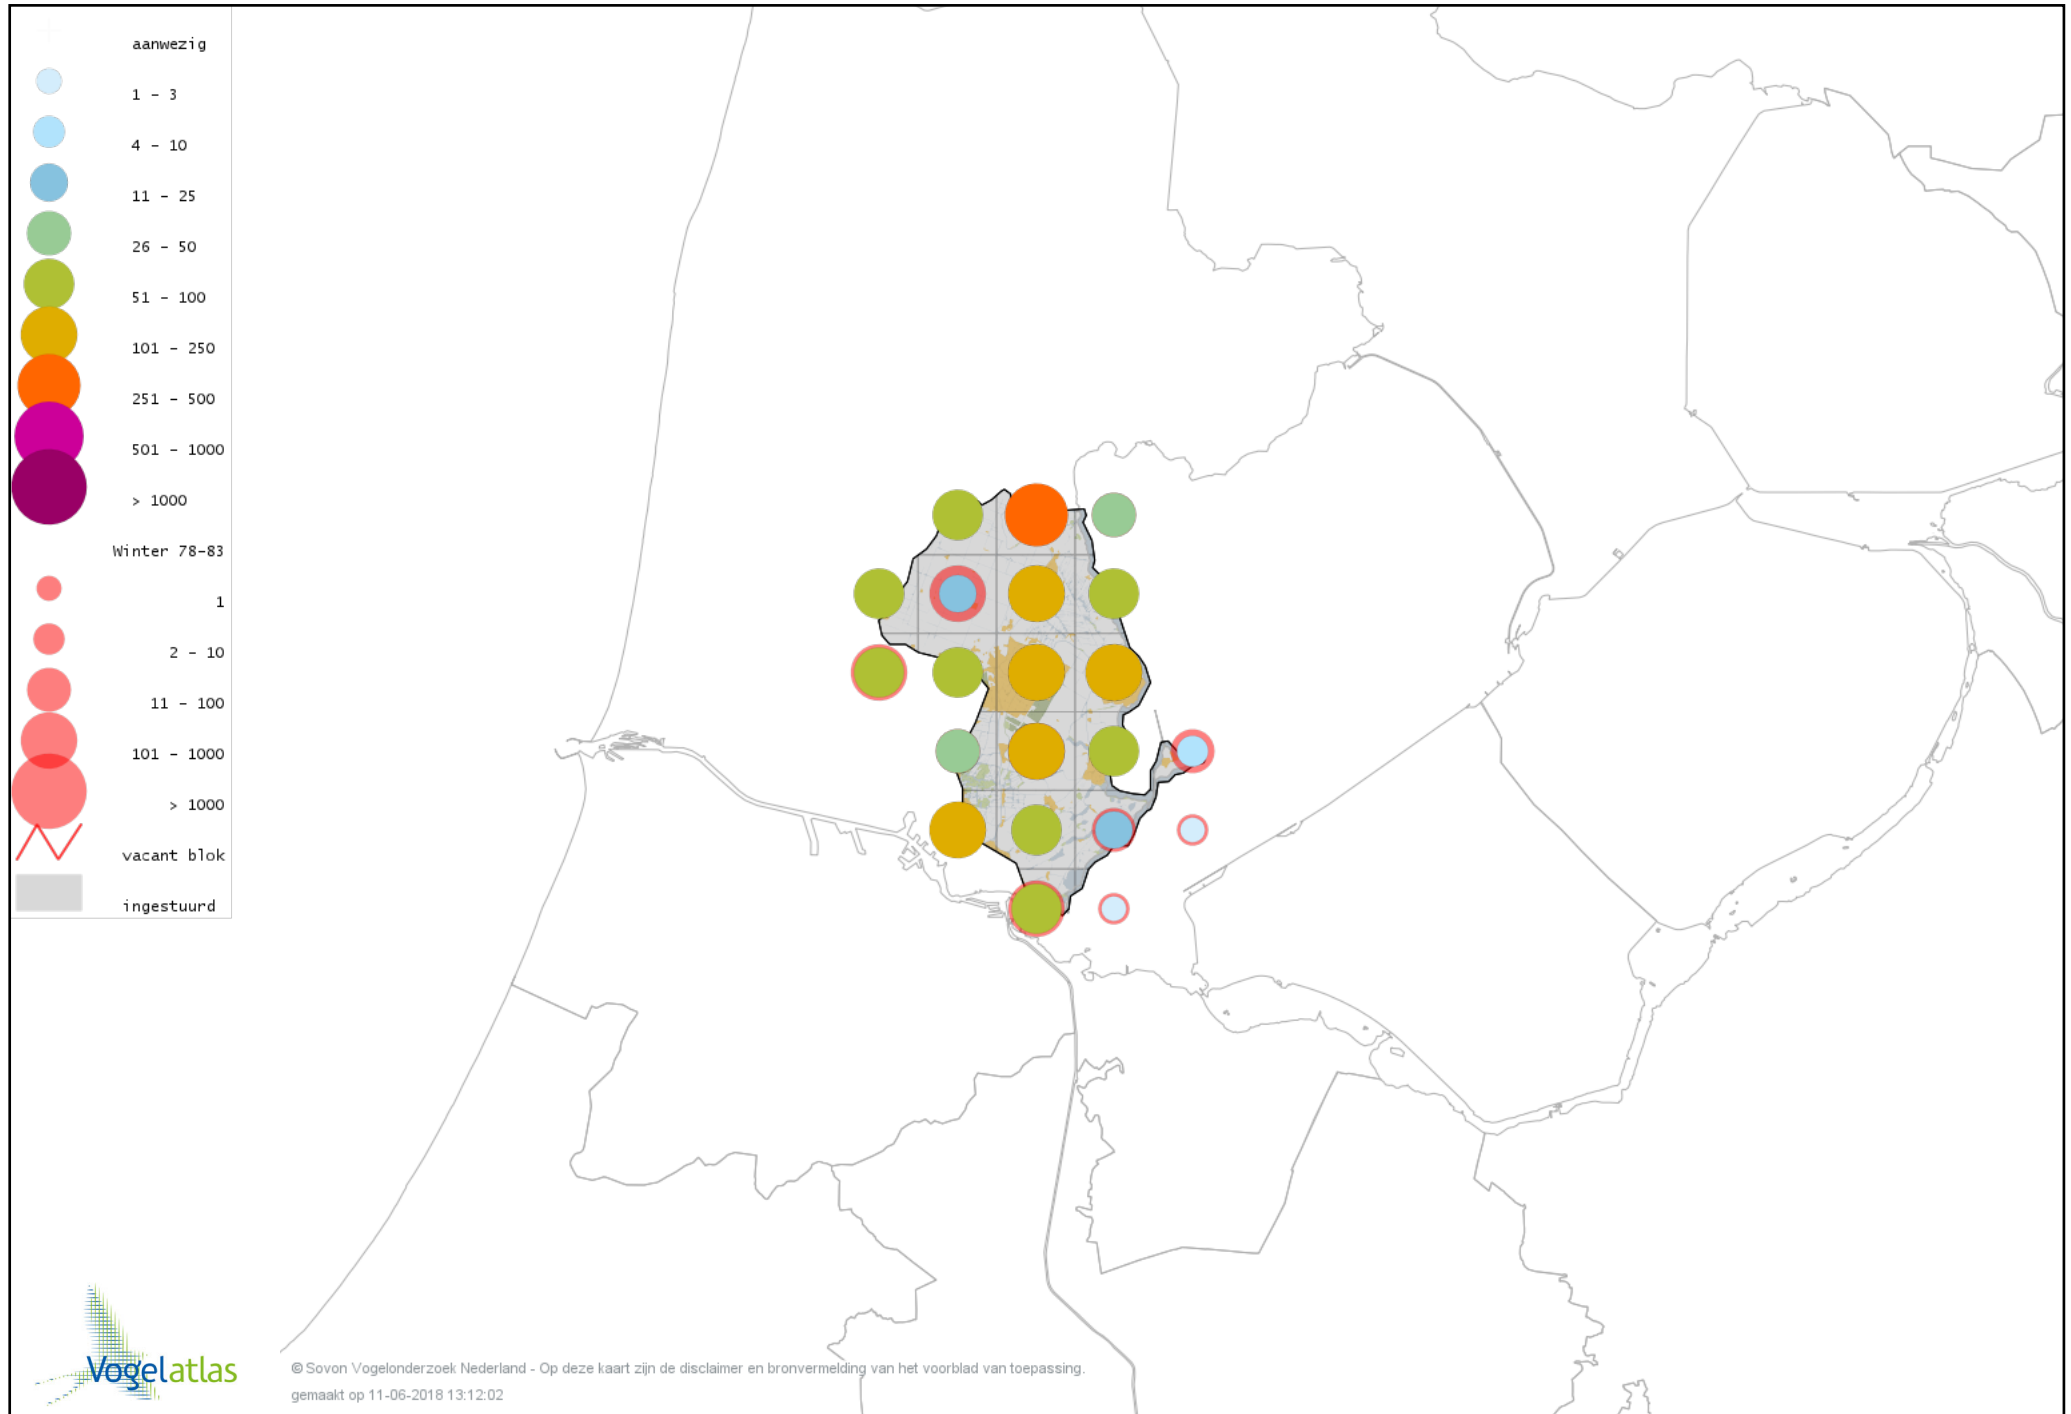 aanwezig
1 - 3
4 - 10
11 - 25
26 - 50
51 - 100
101 - 250
251 - 500
501 - 1000
> 1000
Winter 78-83
1
2 - 10
11 - 100
101 - 1000
> 1000
vacant blok
ingestuurd
Vogelatlas
© Sovon Vogelonderzoek Nederland - Op deze kaart zijn de disclaimer en bronvermelding van het voorblad van toepassing.
gemaakt op 11-06-2018 13:12:02